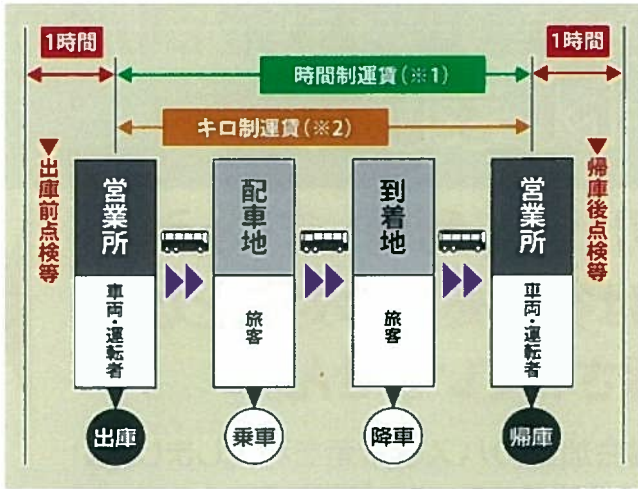 1時間
1時間
時間制運賃(※1)
キロ制運賃(※2)
▼出庫前点検等
営業所
車両・運転者
出庫
配車地
旅客
乗車
到着地
旅客
降車
営業所
車両・運転者
帰庫
▼帰庫後点検等